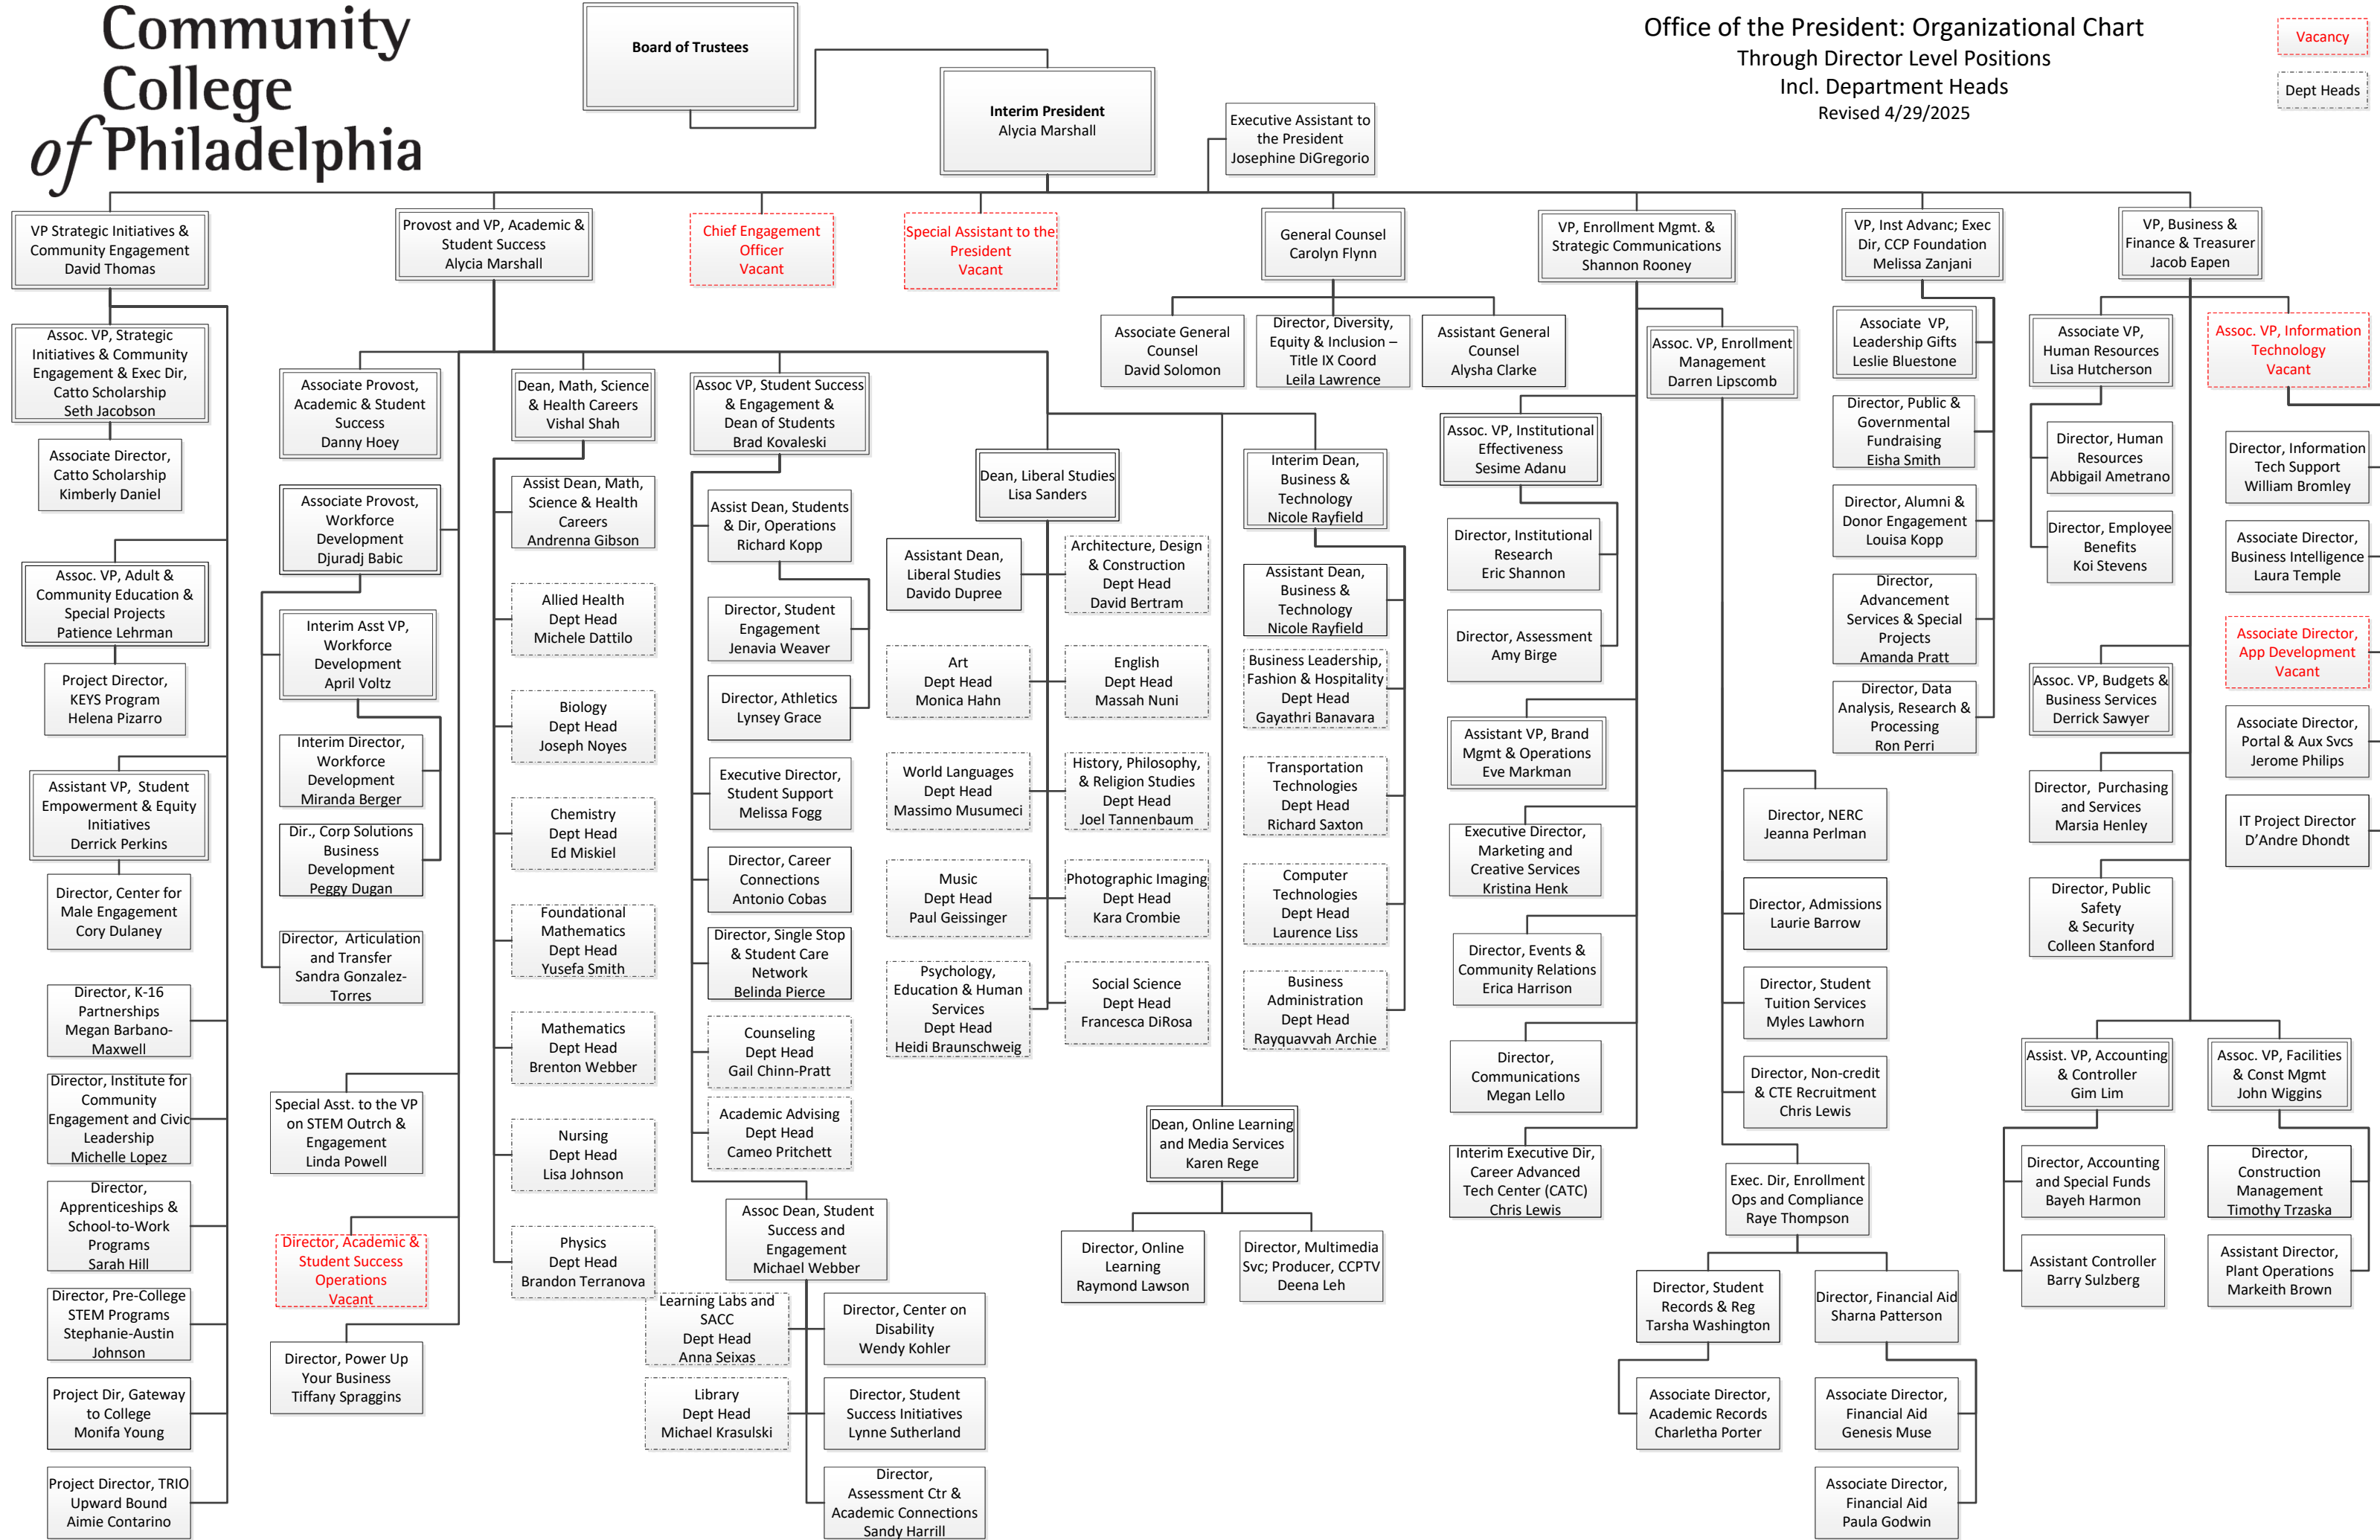 Community
College
of Philadelphia
Board of Trustees
Interim President
Alycia Marshall
Executive Assistant to
the President
Josephine DiGregorio
Office of the President: Organizational Chart
Through Director Level Positions
Incl. Department Heads
Revised 4/29/2025
Vacancy
Dept Heads
VP Strategic Initiatives &
Community Engagement
David Thomas
Assoc. VP, Strategic
Initiatives & Community
Engagement & Exec Dir,
Catto Scholarship
Seth Jacobson
Associate Director,
Catto Scholarship
Kimberly Daniel
Assoc. VP, Adult &
Community Education &
Special Projects
Patience Lehrman
Project Director,
KEYS Program
Helena Pizarro
Assistant VP, Student
Empowerment & Equity
Initiatives
Derrick Perkins
Director, Center for
Male Engagement
Cory Dulaney
Director, K-16
Partnerships
Megan Barbano-
Maxwell
Director, Institute for
Community
Engagement and Civic
Leadership
Michelle Lopez
Director,
Apprenticeships &
School-to-Work
Programs
Sarah Hill
Director, Pre-College
STEM Programs
Stephanie-Austin
Johnson
Project Dir, Gateway
to College
Monifa Young
Project Director, TRIO
Upward Bound
Aimie Contarino
Provost and VP, Academic &
Student Success
Alycia Marshall
Associate Provost,
Academic & Student
Success
Danny Hoey
Associate Provost,
Workforce
Development
Djuradj Babic
Interim Asst VP,
Workforce
Development
April Voltz
Interim Director,
Workforce
Development
Miranda Berger
Dir., Corp Solutions
Business
Development
Peggy Dugan
Director, Articulation
and Transfer
Sandra Gonzalez-
Torres
Special Asst. to the VP
on STEM Outrch &
Engagement
Linda Powell
Director, Academic &
Student Success
Operations
Vacant
Director, Power Up
Your Business
Tiffany Spraggins
Dean, Math, Science
& Health Careers
Vishal Shah
Assist Dean, Math,
Science & Health
Careers
Andrenna Gibson
Allied Health
Dept Head
Michele Dattilo
Biology
Dept Head
Joseph Noyes
Chemistry
Dept Head
Ed Miskiel
Foundational
Mathematics
Dept Head
Yusefa Smith
Mathematics
Dept Head
Brenton Webber
Nursing
Dept Head
Lisa Johnson
Physics
Dept Head
Brandon Terranova
Assoc VP, Student Success
& Engagement &
Dean of Students
Brad Kovaleski
Assist Dean, Students
& Dir, Operations
Richard Kopp
Director, Student
Engagement
Jenavia Weaver
Director, Athletics
Lynsey Grace
Executive Director,
Student Support
Melissa Fogg
Director, Career
Connections
Antonio Cobas
Director, Single Stop
& Student Care
Network
Belinda Pierce
Counseling
Dept Head
Gail Chinn-Pratt
Academic Advising
Dept Head
Cameo Pritchett
Assoc Dean, Student
Success and
Engagement
Michael Webber
Learning Labs and
SACC
Dept Head
Anna Seixas
Director, Center on
Disability
Wendy Kohler
Library
Dept Head
Michael Krasulski
Director, Student
Success Initiatives
Lynne Sutherland
Director,
Assessment Ctr &
Academic Connections
Sandy Harrill
Dean, Liberal Studies
Lisa Sanders
Assistant Dean,
Liberal Studies
Davido Dupree
Architecture, Design
& Construction
Dept Head
David Bertram
Art
Dept Head
Monica Hahn
English
Dept Head
Massah Nuni
World Languages
Dept Head
Massimo Musumeci
History, Philosophy,
& Religion Studies
Dept Head
Joel Tannenbaum
Music
Dept Head
Paul Geissinger
Photographic Imaging
Dept Head
Kara Crombie
Psychology,
Education & Human
Services
Dept Head
Heidi Braunschweig
Social Science
Dept Head
Francesca DiRosa
Dean, Online Learning
and Media Services
Karen Rege
Director, Online
Learning
Raymond Lawson
Director, Multimedia
Svc; Producer, CCPTV
Deena Leh
Interim Dean,
Business &
Technology
Nicole Rayfield
Assistant Dean,
Business &
Technology
Nicole Rayfield
Business Leadership,
Fashion & Hospitality
Dept Head
Gayathri Banavara
Transportation
Technologies
Dept Head
Richard Saxton
Computer
Technologies
Dept Head
Laurence Liss
Business
Administration
Dept Head
Rayquavvah Archie
Chief Engagement
Officer
Vacant
Special Assistant to the
President
Vacant
General Counsel
Carolyn Flynn
Associate General
Counsel
David Solomon
Director, Diversity,
Equity & Inclusion –
Title IX Coord
Leila Lawrence
Assistant General
Counsel
Alysha Clarke
VP, Enrollment Mgmt. &
Strategic Communications
Shannon Rooney
Assoc. VP, Enrollment
Management
Darren Lipscomb
Assoc. VP, Institutional
Effectiveness
Sesime Adanu
Director, Institutional
Research
Eric Shannon
Director, Assessment
Amy Birge
Assistant VP, Brand
Mgmt & Operations
Eve Markman
Executive Director,
Marketing and
Creative Services
Kristina Henk
Director, Events &
Community Relations
Erica Harrison
Director,
Communications
Megan Lello
Interim Executive Dir,
Career Advanced
Tech Center (CATC)
Chris Lewis
Director, NERC
Jeanna Perlman
Director, Admissions
Laurie Barrow
Director, Student
Tuition Services
Myles Lawhorn
Director, Non-credit
& CTE Recruitment
Chris Lewis
Exec. Dir, Enrollment
Ops and Compliance
Raye Thompson
Director, Student
Records & Reg
Tarsha Washington
Director, Financial Aid
Sharna Patterson
Associate Director,
Academic Records
Charletha Porter
Associate Director,
Financial Aid
Genesis Muse
Associate Director,
Financial Aid
Paula Godwin
VP, Inst Advanc; Exec
Dir, CCP Foundation
Melissa Zanjani
Associate VP,
Leadership Gifts
Leslie Bluestone
Director, Public &
Governmental
Fundraising
Eisha Smith
Director, Alumni &
Donor Engagement
Louisa Kopp
Director,
Advancement
Services & Special
Projects
Amanda Pratt
Director, Data
Analysis, Research &
Processing
Ron Perri
VP, Business &
Finance & Treasurer
Jacob Eapen
Associate VP,
Human Resources
Lisa Hutcherson
Director, Human
Resources
Abbigail Ametrano
Director, Employee
Benefits
Koi Stevens
Assoc. VP, Information
Technology
Vacant
Director, Information
Tech Support
William Bromley
Associate Director,
Business Intelligence
Laura Temple
Associate Director,
App Development
Vacant
Associate Director,
Portal & Aux Svcs
Jerome Philips
IT Project Director
D’Andre Dhondt
Assoc. VP, Budgets &
Business Services
Derrick Sawyer
Director, Purchasing
and Services
Marsia Henley
Director, Public
Safety
& Security
Colleen Stanford
Assist. VP, Accounting
& Controller
Gim Lim
Director, Accounting
and Special Funds
Bayeh Harmon
Assistant Controller
Barry Sulzberg
Assoc. VP, Facilities
& Const Mgmt
John Wiggins
Director,
Construction
Management
Timothy Trzaska
Assistant Director,
Plant Operations
Markeith Brown